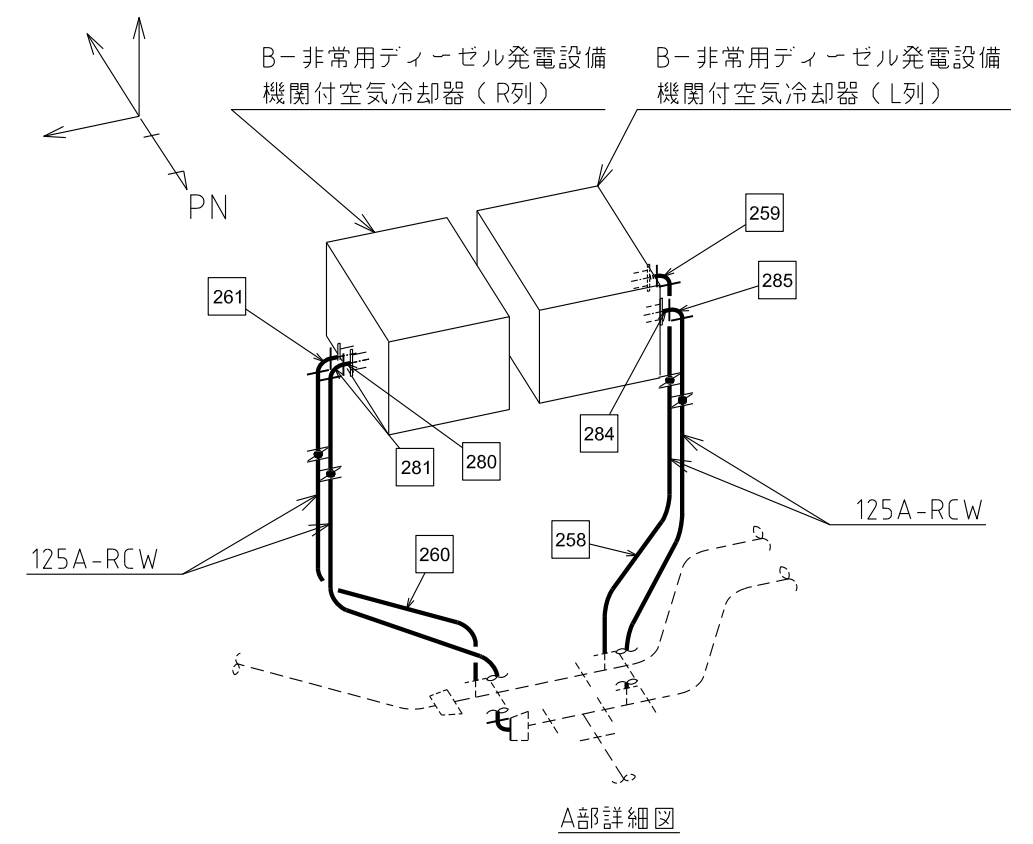 B－非常用ディーゼル発電設備
機関付空気冷却器（R列）
B－非常用ディーゼル発電設備
機関付空気冷却器（L列）
PN
259
285
261
284
281
280
125A-RCW
258
260
125A-RCW
A部詳細図